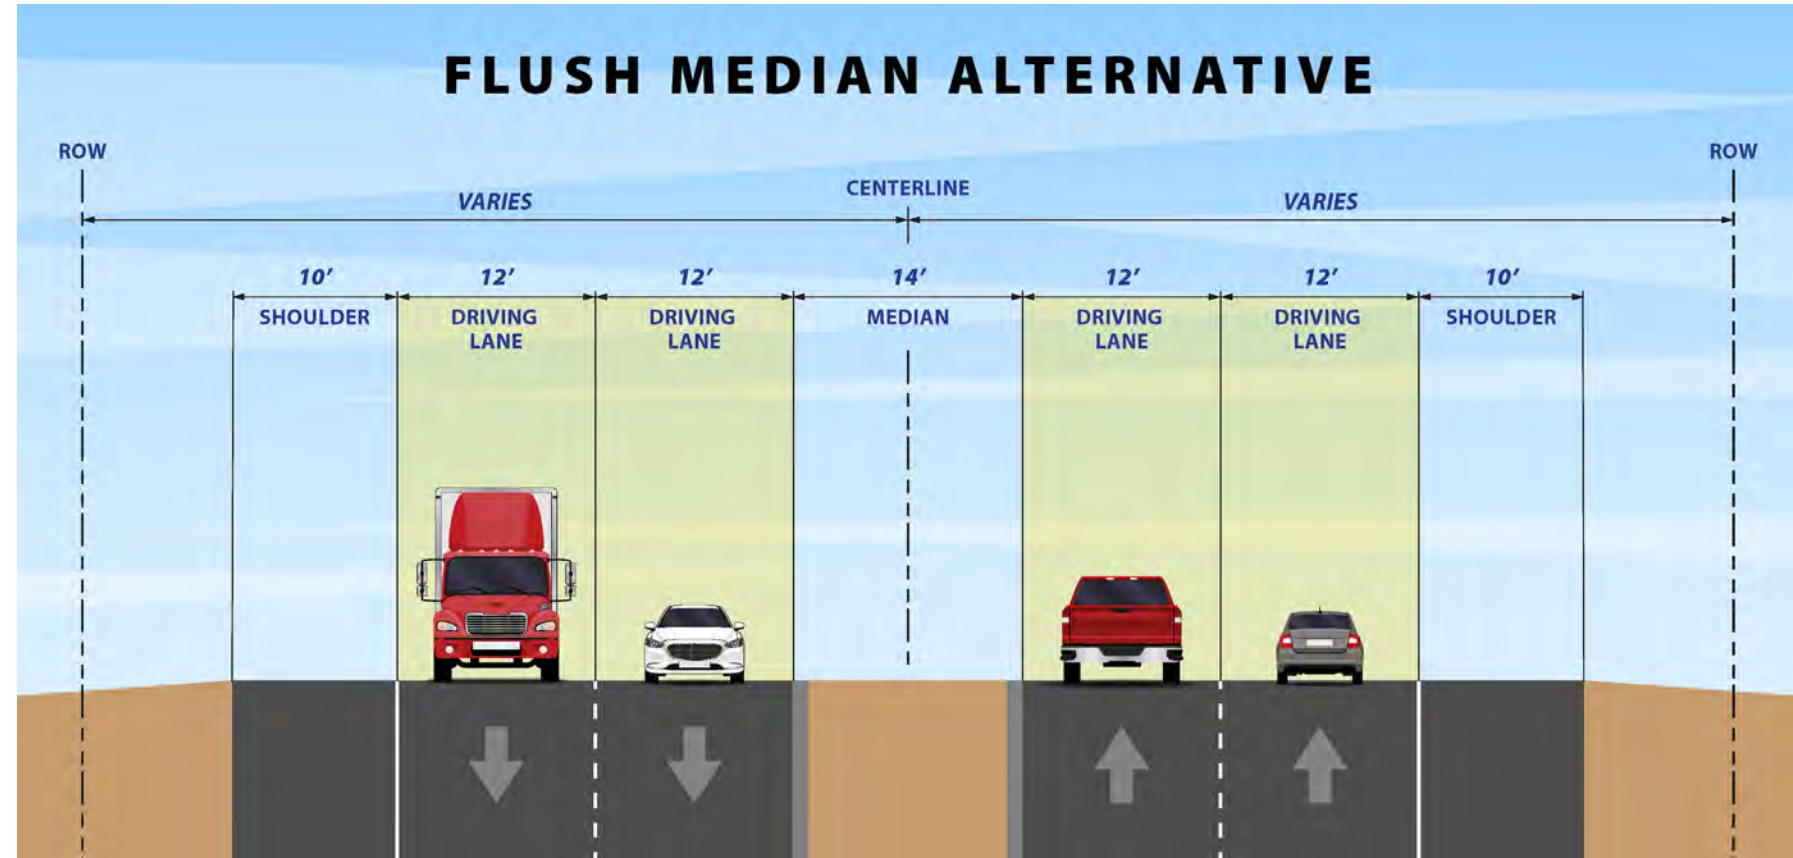 FLUSH MEDIAN ALTERNATIVE
ROW
ROW
CENTERLINE
VARIES
VARIES
10’
12’
12’
14’
12’
12’
10’
SHOULDER
DRIVING
LANE
DRIVING
LANE
MEDIAN
DRIVING
LANE
DRIVING
LANE
SHOULDER